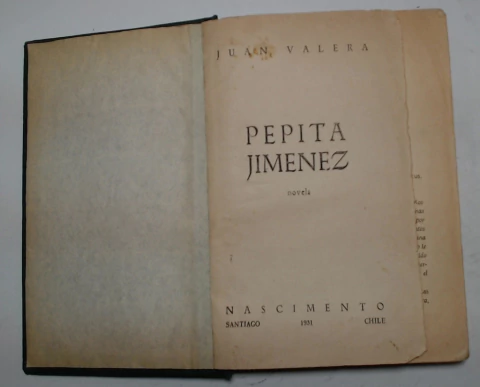 JUAN VALERA
PEPITA
JIMENEZ
novela
NASCIMENTO
SANTIAGO 1931 CHILE